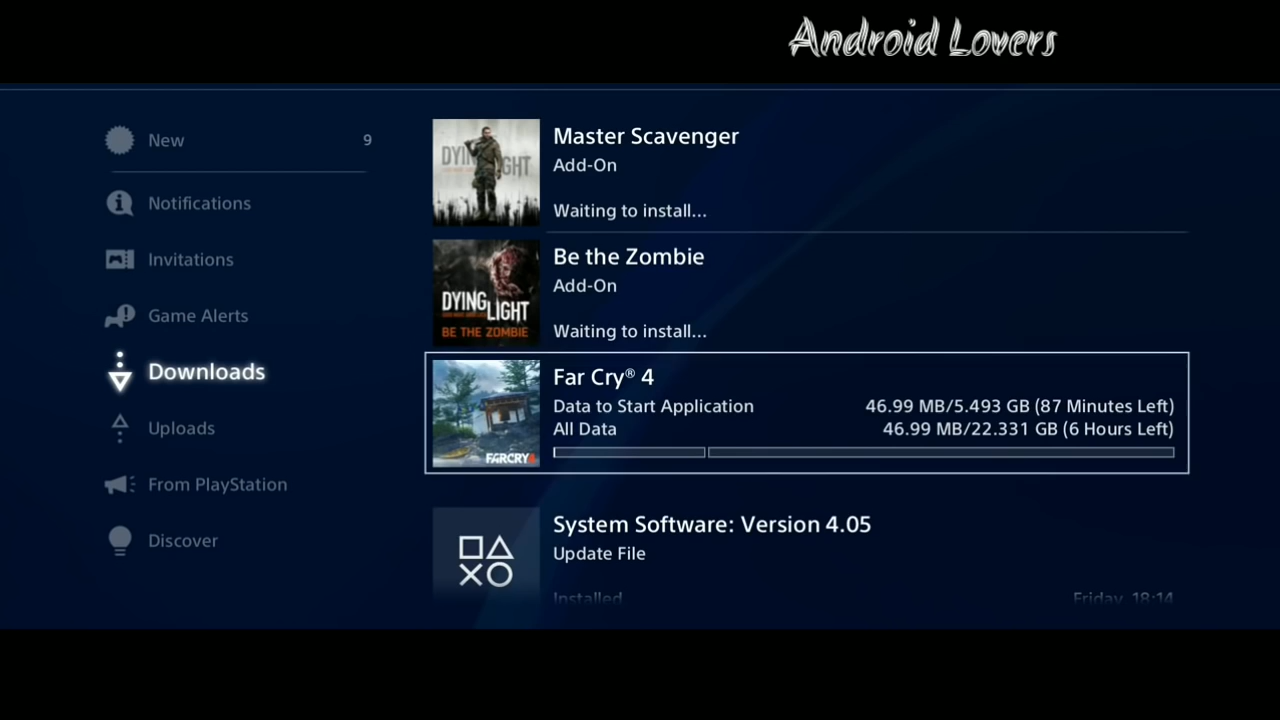 Android Lovers
New 9
Notifications
Invitations
Game Alerts
Downloads
Uploads
From PlayStation
Discover
Master Scavenger
Add-On
Waiting to install...
Be the Zombie
Add-On
Waiting to install...
DYING LIGHT
BE THE ZOMBIE
Far Cry® 4
Data to Start Application 46.99 MB/5.493 GB (87 Minutes Left)
All Data 46.99 MB/22.331 GB (6 Hours Left)
FARCRY4
System Software: Version 4.05
Update File
Installed Friday 18:14